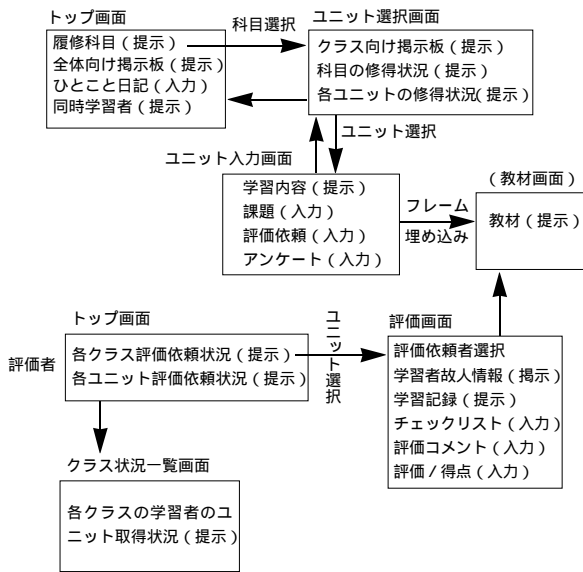 トップ画面
履修科目(提示)
全体向け掲示板(提示)
ひとこと日記(入力)
同時学習者(提示)
科目選択
ユニット選択画面
クラス向け掲示板(提示)
科目の修得状況(提示)
各ユニットの修得状況(提示)
ユニット選択
ユニット入力画面
学習内容(提示)
課題(入力)
評価依頼(入力)
アンケート(入力)
フレーム
埋め込み
(教材画面)
教材(提示)
評価者
トップ画面
各クラス評価依頼状況(提示)
各ユニット評価依頼状況(提示)
ユニット選択
評価画面
評価依頼者選択
学習者故人情報(掲示)
学習記録(提示)
チェックリスト(入力)
評価コメント(入力)
評価/得点(入力)
クラス状況一覧画面
各クラスの学習者のユ
ニット取得状況(提示)